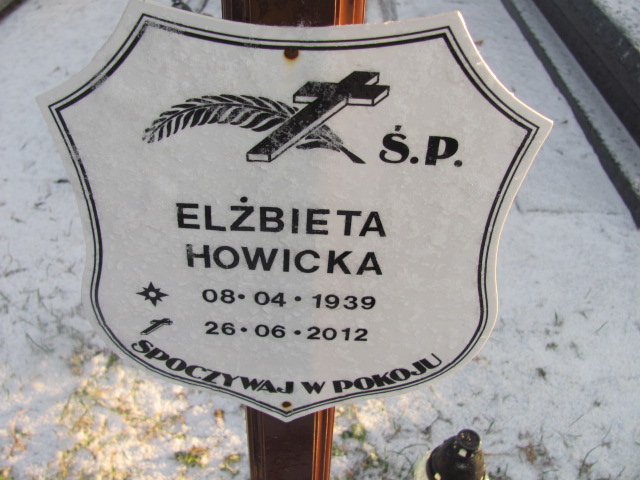 Ś.P.
ELŻBIETA
HOWICKA
08·04·1939
26·06·2012
SPOCZYWAJ W POKOJU